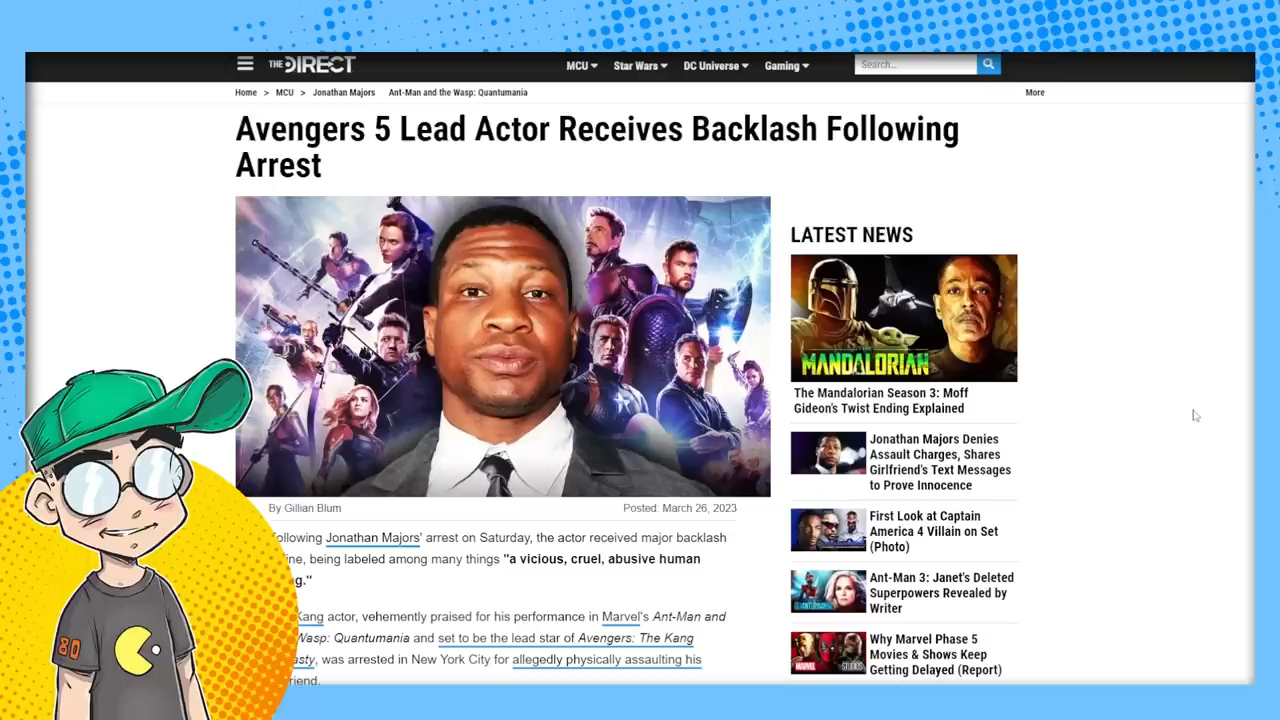 THE DIRECT
MCU Star Wars DC Universe Gaming Search...
Home > MCU > Jonathan Majors Ant-Man and the Wasp: Quantumania More
Avengers 5 Lead Actor Receives Backlash Following
Arrest
By Gillian Blum Posted: March 26, 2023
ollowing Jonathan Majors' arrest on Saturday, the actor received major backlash
ine, being labeled among many things "a vicious, cruel, abusive human
g."
Kang actor, vehemently praised for his performance in Marvel's Ant-Man and
Wasp: Quantumania and set to be the lead star of Avengers: The Kang
asty, was arrested in New York City for allegedly physically assaulting his
riend.
LATEST NEWS
MANDALORIAN
The Mandalorian Season 3: Moff
Gideon's Twist Ending Explained
Jonathan Majors Denies
Assault Charges, Shares
Girlfriend's Text Messages
to Prove Innocence
First Look at Captain
America 4 Villain on Set
(Photo)
Ant-Man 3: Janet's Deleted
Superpowers Revealed by
Writer
Why Marvel Phase 5
Movies & Shows Keep
Getting Delayed (Report)
MARVEL STUDIOS
80